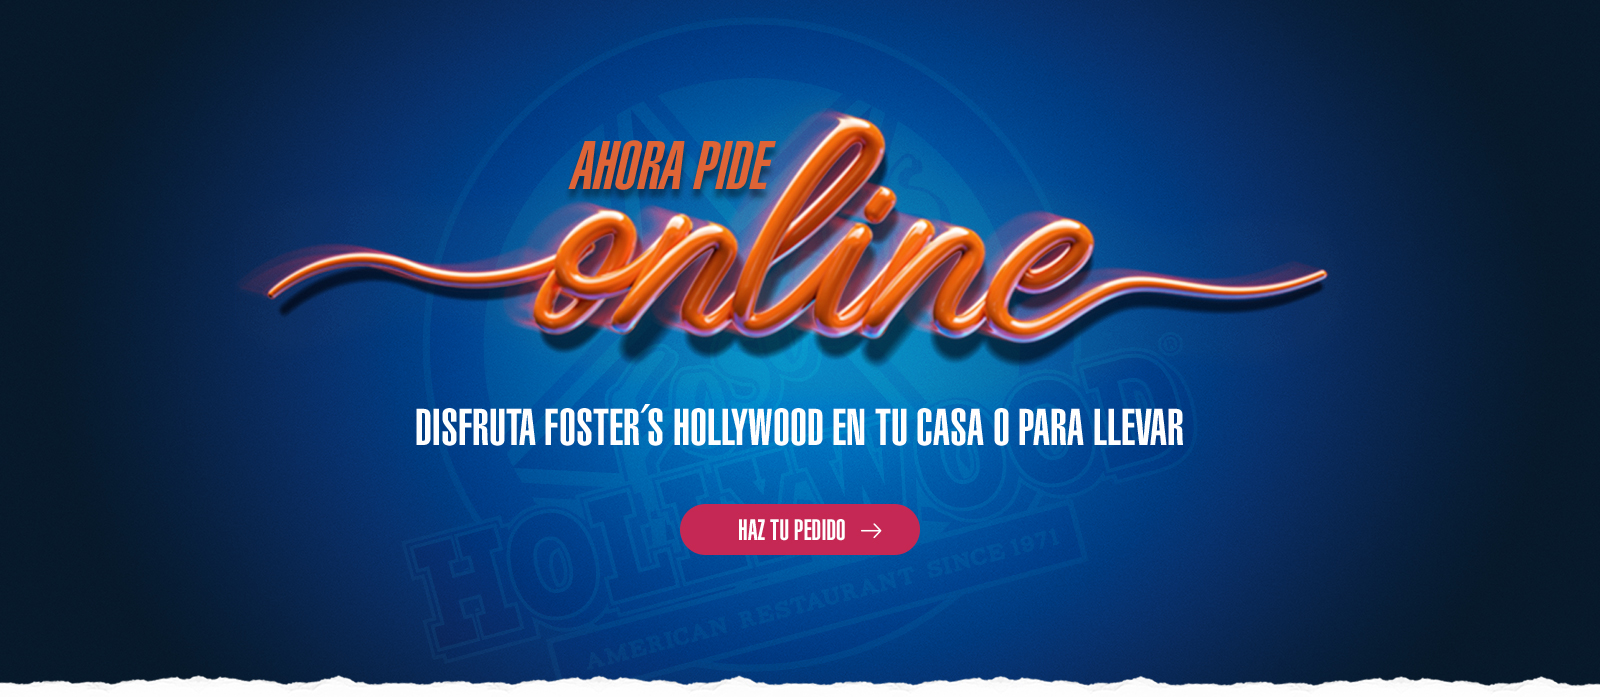 AHORA PIDE
online
DISFRUTA FOSTER´S HOLLYWOOD EN TU CASA O PARA LLEVAR
HAZ TU PEDIDO →
FOSTER'S
HOLLYWOOD®
AMERICAN RESTAURANT SINCE 1971